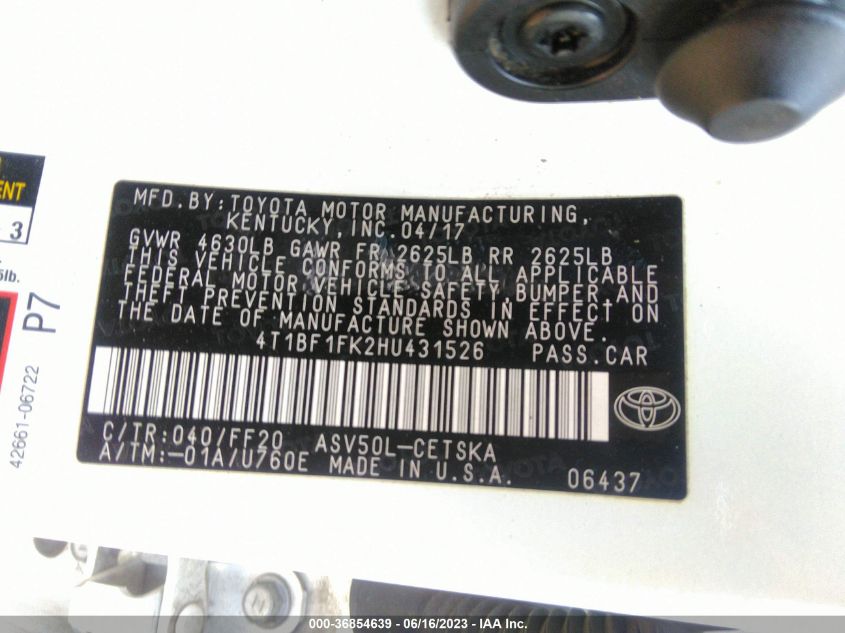 MFD.BY:TOYOTA MOTOR MANUFACTURING,
KENTUCKY,INC.04/17
GVWR 4630LB GAWR FR 2625LB RR 2625LB
THIS VEHICLE CONFORMS TO ALL APPLICABLE
FEDERAL MOTOR VEHICLE SAFETY,BUMPER,AND
THEFT PREVENTION STANDARDS IN EFFECT ON
THE DATE OF MANUFACTURE SHOWN ABOVE.
4T1BF1FK2HU431526 PASS.CAR
C/TR:040/FF20 ASV50L-CETSKA
A/TM:-01A/U760E MADE IN U.S.A. 06437
ENT
3
5lb.
P7
42661-06722
000-36854639 - 06/16/2023 - IAA Inc.